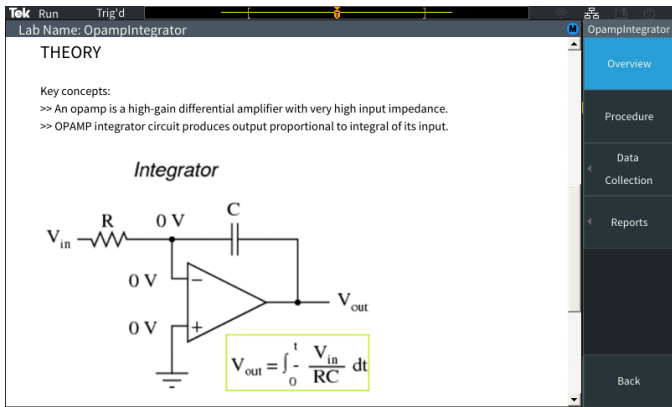 Tek Run Trig'd
Lab Name: OpampIntegrator
M
OpampIntegrator
THEORY
Key concepts:
>> An opamp is a high-gain differential amplifier with very high input impedance.
>> OPAMP integrator circuit produces output proportional to integral of its input.
Integrator
R 0 V C
Vin
0 V −
Vout
0 V +
Vout = ∫0t - Vin/RC dt
Overview
Procedure
Data
Collection
Reports
Back